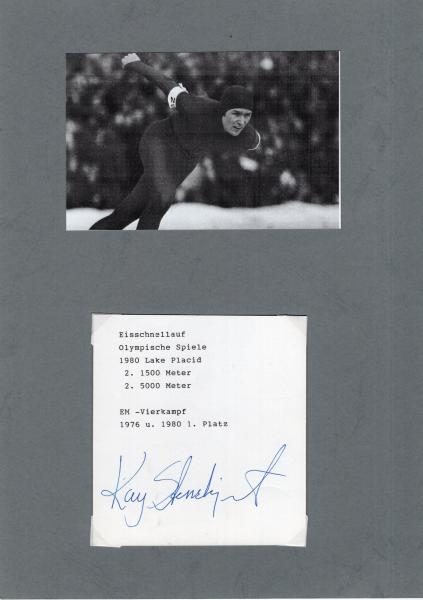 Eisschnellauf
Olympische Spiele
1980 Lake Placid
2. 1500 Meter
2. 5000 Meter
EM -Vierkampf
1976 u. 1980 1. Platz
Kay